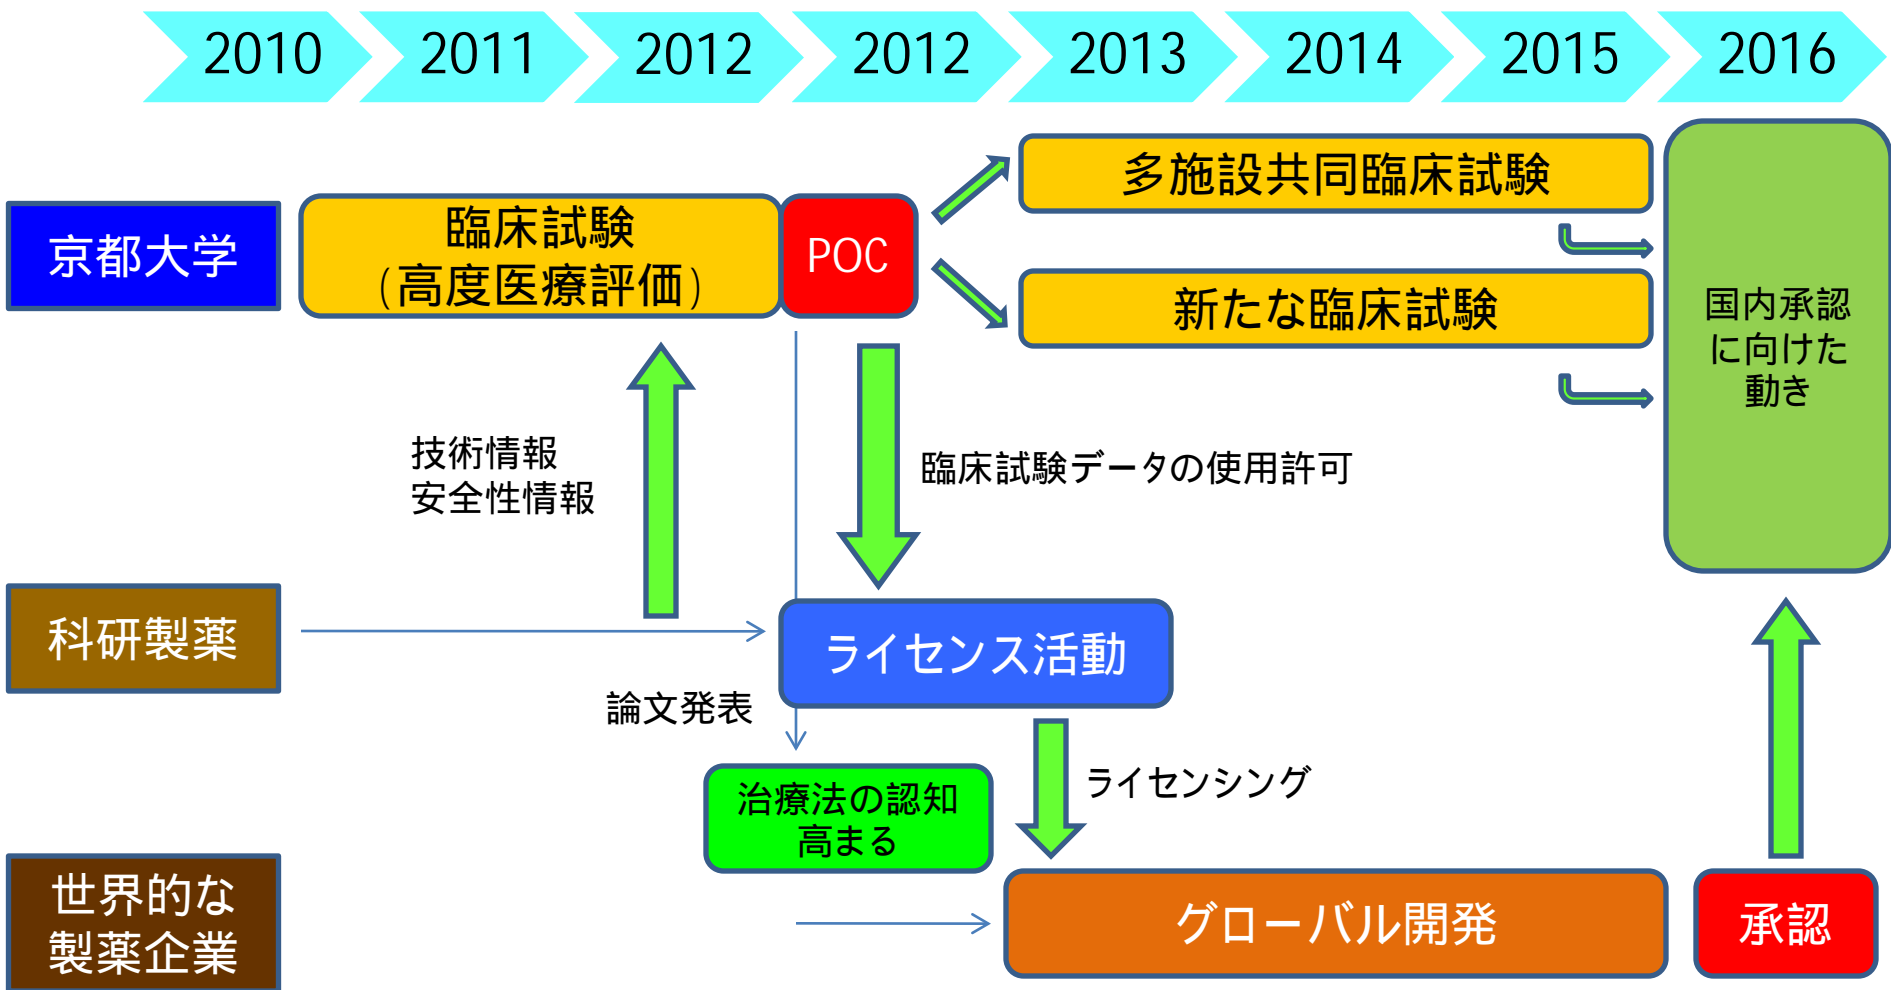 2010
2011
2012
2012
2013
2014
2015
2016
京都大学
臨床試験
(高度医療評価)
POC
多施設共同臨床試験
新たな臨床試験
国内承認
に向けた
動き
技術情報
安全性情報
臨床試験データの使用許可
科研製薬
ライセンス活動
論文発表
治療法の認知
高まる
ライセンシング
世界的な
製薬企業
グローバル開発
承認